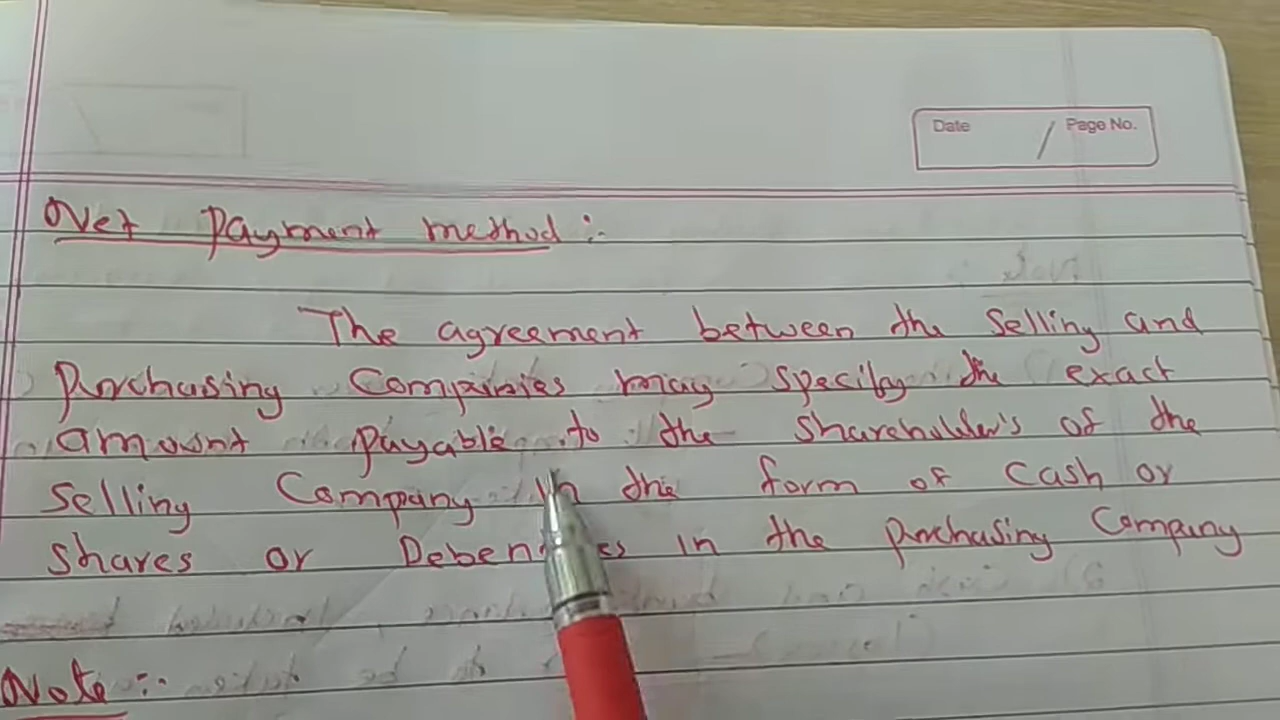 Date / Page No.
Net Payment method :-
The agreement between the Selling and
Purchasing Companies may specify the exact
amount payable to the shareholder's of the
Selling Company in the form of Cash or
Shares or in the Purchasing Company
Note :-